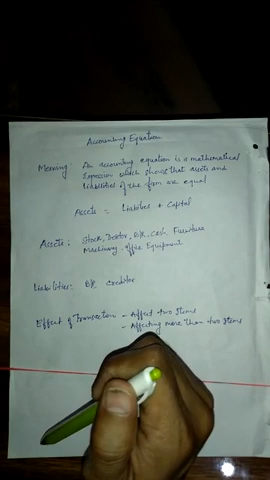 Accounting Equation
Meaning: An accounting equation is a mathematical
Expression which shows that assets and
liabilities of the firm are equal
Assets = Liabilites + Capital
Assets: Stock, Debtor, B/R, Cash Furniture
Machinery, office Equipment
Liabilities: B/P, creditor
Effect of Transection - Affect two Items
- Affecting more than two Items